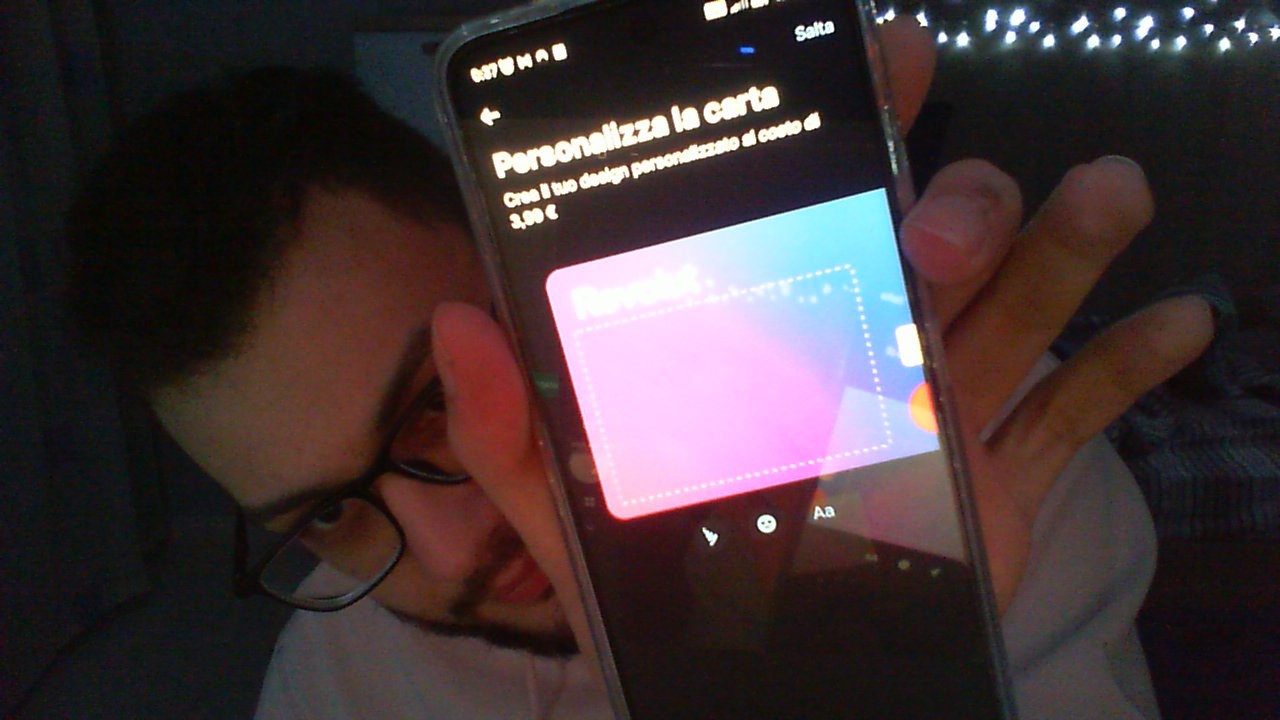 Salta
Personalizza la carta
Crea il tuo design personalizzato al costo di
3,99 €
Revolut
Aa